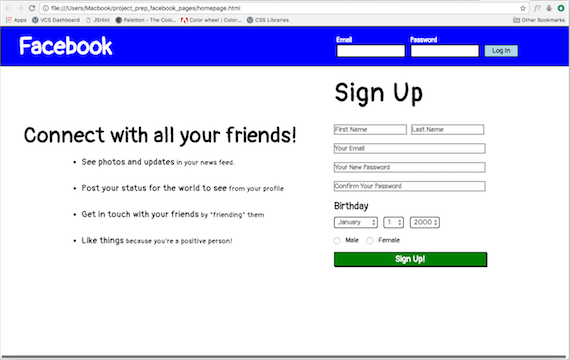 file:///Users/Macbook/project_prep_facebook_pages/homepage.html
Apps
VCS Dashboard
JSHint
Paletton - The Colo...
Color wheel | Color...
CSS Libraries
Other Bookmarks
Facebook
Email
Password
Log In
Sign Up
First Name
Last Name
Your Email
Your New Password
Confirm Your Password
Birthday
January
1
2000
Male
Female
Sign Up!
Connect with all your friends!
See photos and updates in your news feed.
Post your status for the world to see from your profile
Get in touch with your friends by "friending" them
Like things because you're a positive person!